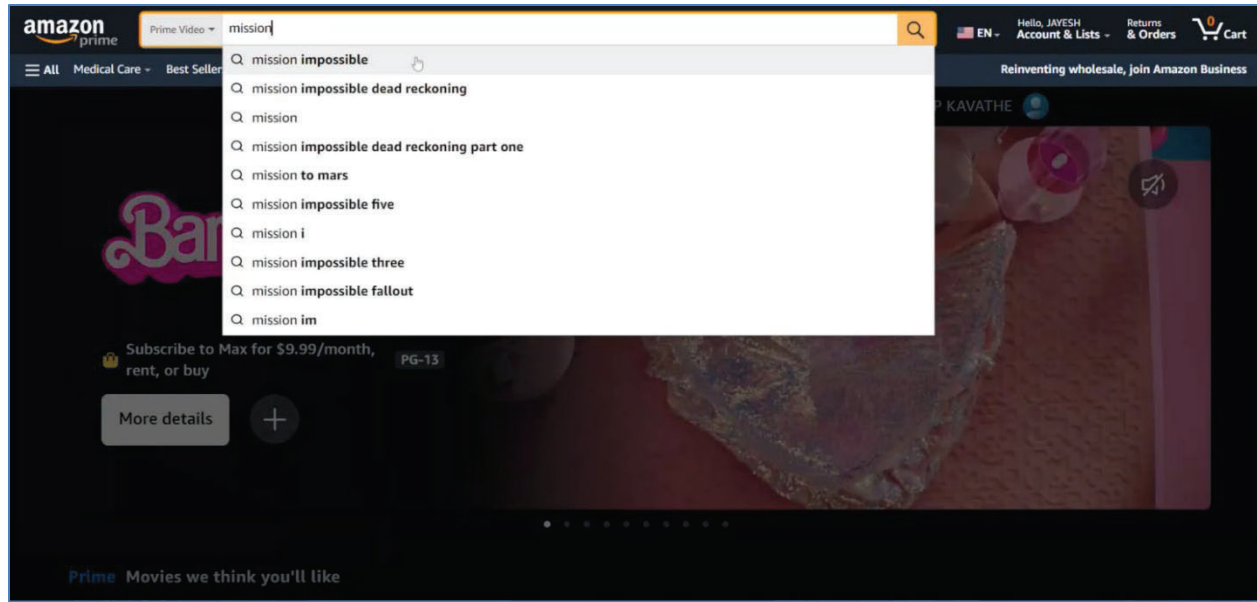 amazon
prime
Prime Video
mission
EN
Hello, JAYESH
Account & Lists
Returns
& Orders
0
Cart
All
Medical Care
Best Seller
Reinventing wholesale, join Amazon Business
mission impossible
mission impossible dead reckoning
mission
mission impossible dead reckoning part one
mission to mars
mission impossible five
mission i
mission impossible three
mission impossible fallout
mission im
P KAVATHE
Bar
Subscribe to Max for $9.99/month,
rent, or buy
PG-13
More details
Prime Movies we think you'll like